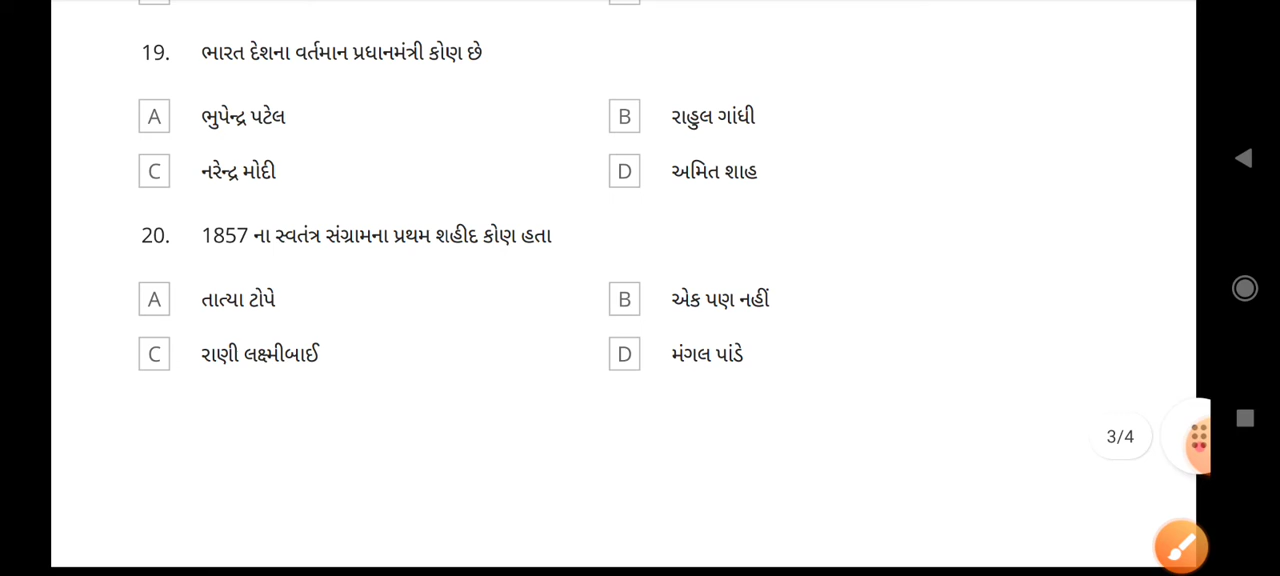 19. ભારત દેશના વર્તમાન પ્રધાનમંત્રી કોણ છે
A ભુપેન્દ્ર પટેલ
B રાહુલ ગાંધી
C નરેન્દ્ર મોદી
D અમિત શાહ
20. 1857 ના સ્વતંત્ર સંગ્રામના પ્રથમ શહીદ કોણ હતા
A તાત્યા ટોપે
B એક પણ નહીં
C રાણી લક્ષ્મીબાઈ
D મંગલ પાંડે
3/4